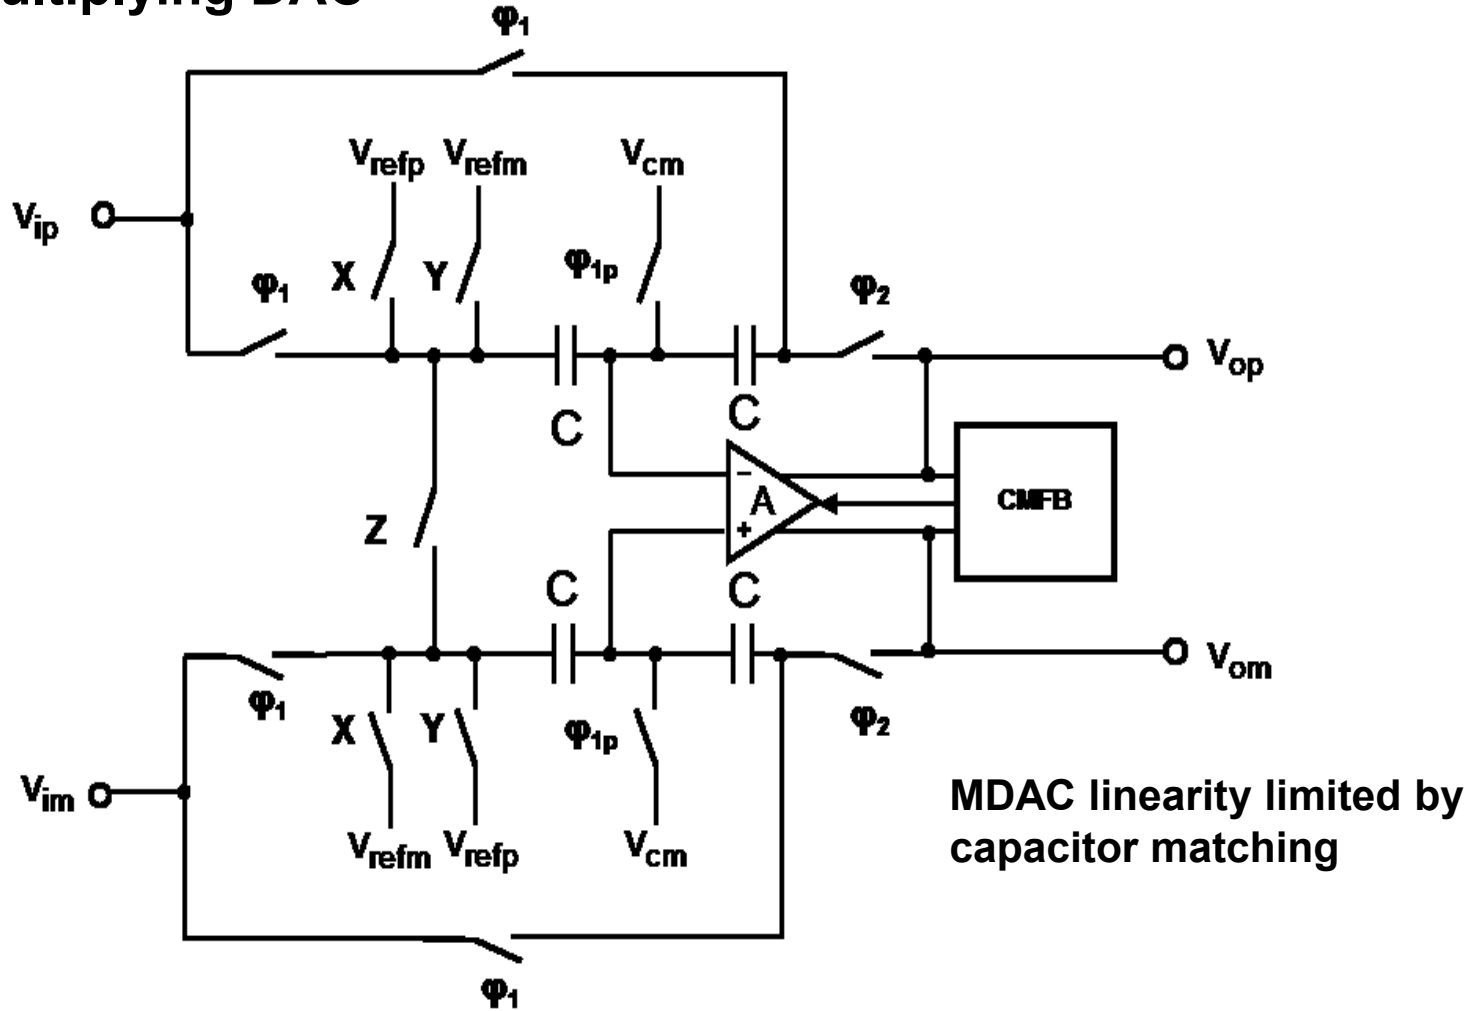 φ1
Vrefp Vrefm Vcm
Vip
φ1 X Y φ1p φ2
Vop
C C
− A +
CMFB
Z
C C
Vom
φ1 X Y φ1p φ2
Vim
Vrefm Vrefp Vcm
MDAC linearity limited by
capacitor matching
φ1